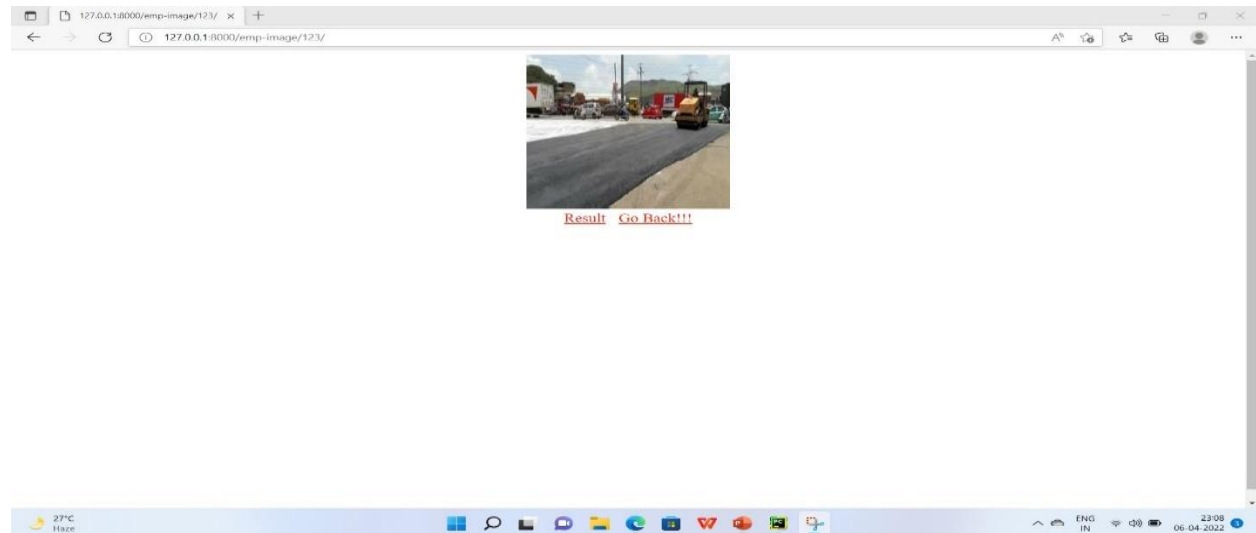 127.0.0.1:8000/emp-image/123/
127.0.0.1:8000/emp-image/123/
Result Go Back!!!
27°C
Haze
ENG
IN
23:08
06-04-2022